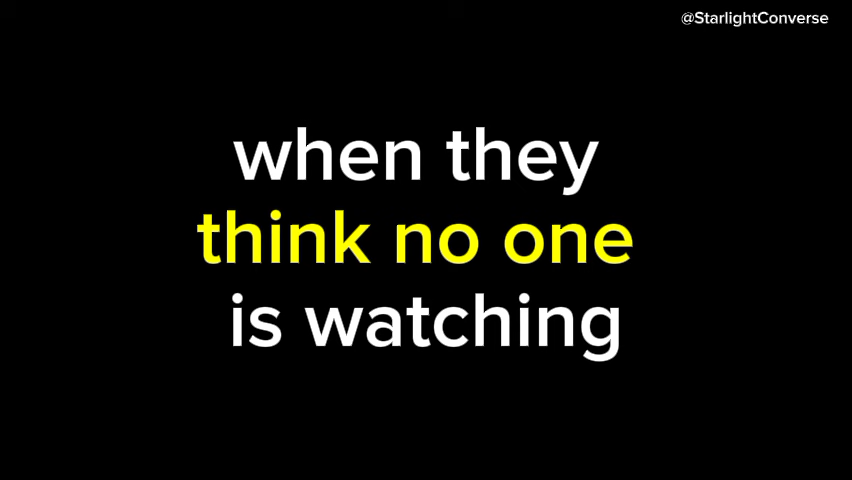 @StarlightConverse
when they
think no one
is watching